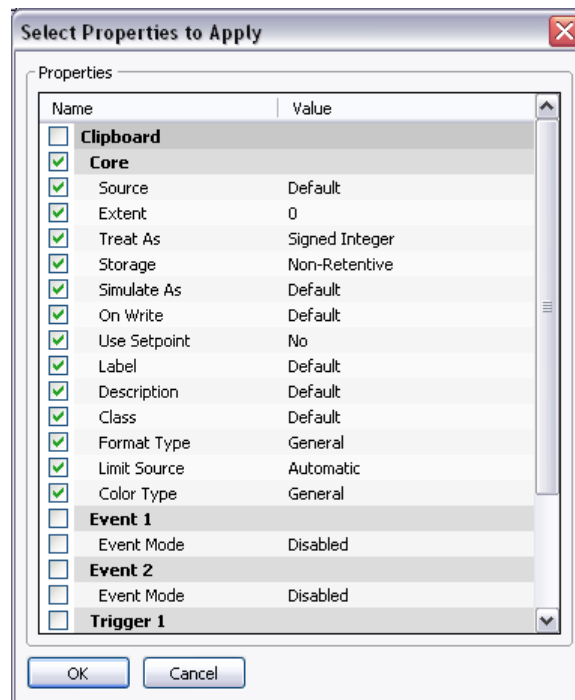 Select Properties to Apply
Properties
Name Value
Clipboard
Core
Source Default
Extent 0
Treat As Signed Integer
Storage Non-Retentive
Simulate As Default
On Write Default
Use Setpoint No
Label Default
Description Default
Class Default
Format Type General
Limit Source Automatic
Color Type General
Event 1
Event Mode Disabled
Event 2
Event Mode Disabled
Trigger 1
OK Cancel